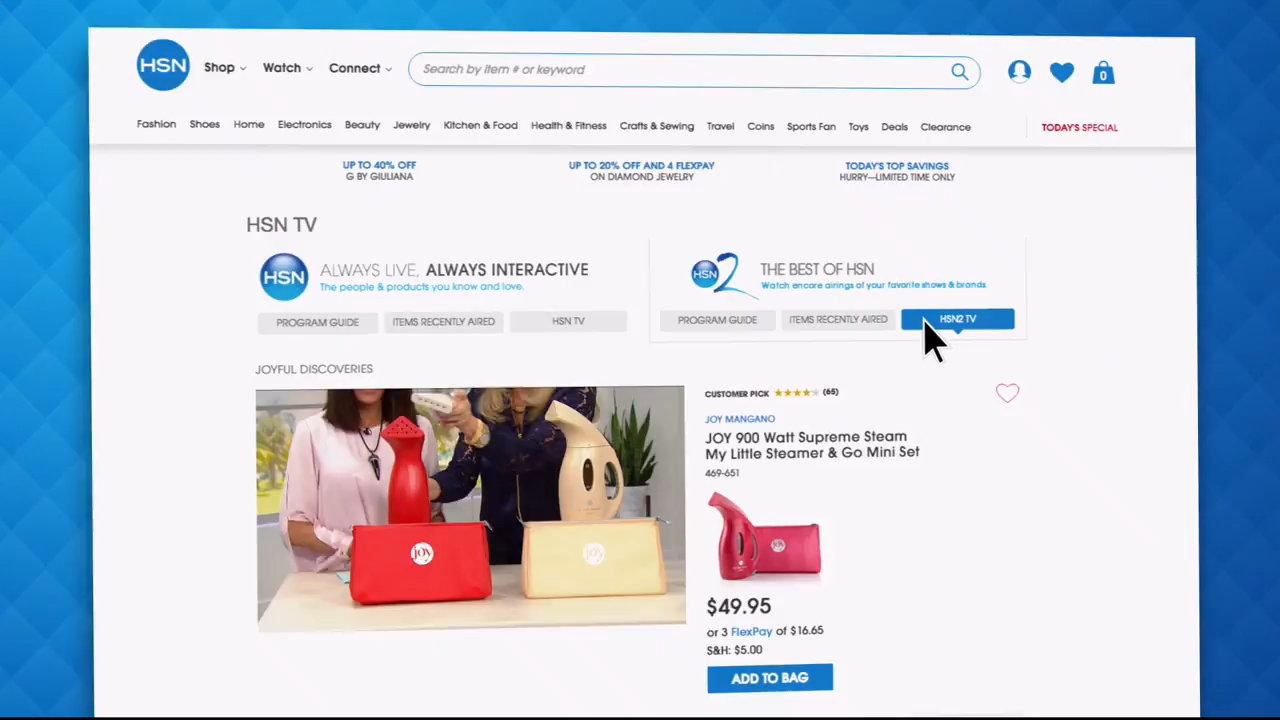 HSN
Shop
Watch
Connect
Search by item # or keyword
0
Fashion
Shoes
Home
Electronics
Beauty
Jewelry
Kitchen & Food
Health & Fitness
Crafts & Sewing
Travel
Coins
Sports Fan
Toys
Deals
Clearance
TODAY'S SPECIAL
UP TO 40% OFF
G BY GIULIANA
UP TO 20% OFF AND 4 FLEXPAY
ON DIAMOND JEWELRY
TODAY'S TOP SAVINGS
HURRY—LIMITED TIME ONLY
HSN TV
HSN
ALWAYS LIVE, ALWAYS INTERACTIVE
The people & products you know and love.
PROGRAM GUIDE
ITEMS RECENTLY AIRED
HSN TV
HSN 2
THE BEST OF HSN
Watch encore airings of your favorite shows & brands.
PROGRAM GUIDE
ITEMS RECENTLY AIRED
HSN2 TV
JOYFUL DISCOVERIES
joy
joy
CUSTOMER PICK
(65)
JOY MANGANO
JOY 900 Watt Supreme Steam
My Little Steamer & Go Mini Set
469-651
$49.95
or 3 FlexPay of $16.65
S&H: $5.00
ADD TO BAG